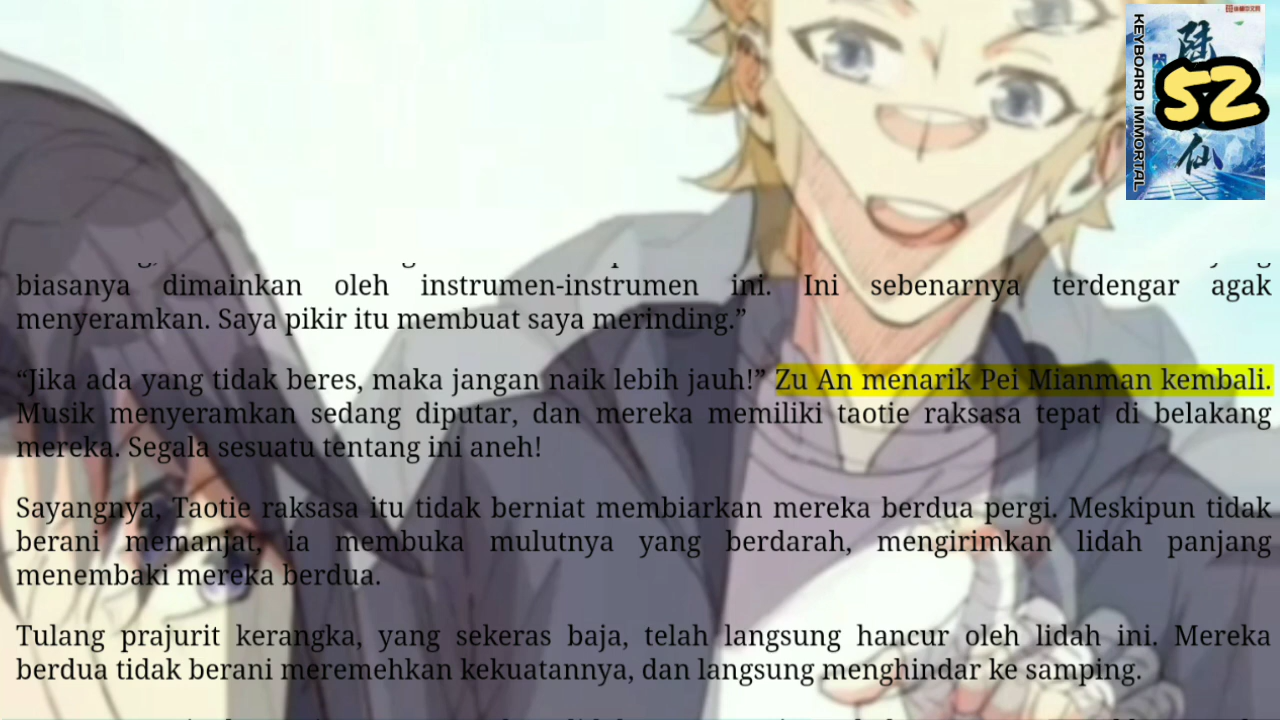 KEYBOARD IMMORTAL
陆
仙
52
biasanya dimainkan oleh instrumen-instrumen ini. Ini sebenarnya terdengar agak
menyeramkan. Saya pikir itu membuat saya merinding.”
“Jika ada yang tidak beres, maka jangan naik lebih jauh!” Zu An menarik Pei Mianman kembali.
Musik menyeramkan sedang diputar, dan mereka memiliki taotie raksasa tepat di belakang
mereka. Segala sesuatu tentang ini aneh!
Sayangnya, Taotie raksasa itu tidak berniat membiarkan mereka berdua pergi. Meskipun tidak
berani memanjat, ia membuka mulutnya yang berdarah, mengirimkan lidah panjang
menembaki mereka berdua.
Tulang prajurit kerangka, yang sekeras baja, telah langsung hancur oleh lidah ini. Mereka
berdua tidak berani meremehkan kekuatannya, dan langsung menghindar ke samping.